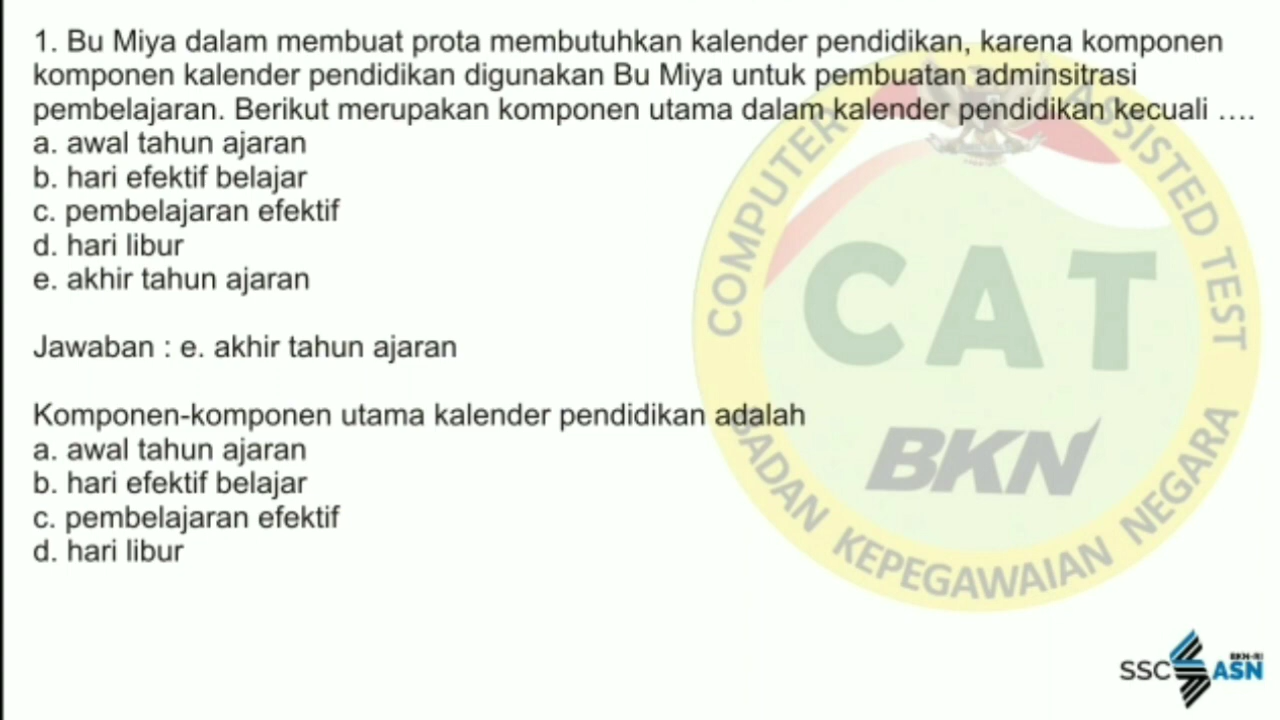 1. Bu Miya dalam membuat prota membutuhkan kalender pendidikan, karena komponen
komponen kalender pendidikan digunakan Bu Miya untuk pembuatan adminsitrasi
pembelajaran. Berikut merupakan komponen utama dalam kalender pendidikan kecuali ....
a. awal tahun ajaran
b. hari efektif belajar
c. pembelajaran efektif
d. hari libur
e. akhir tahun ajaran
Jawaban : e. akhir tahun ajaran
Komponen-komponen utama kalender pendidikan adalah
a. awal tahun ajaran
b. hari efektif belajar
c. pembelajaran efektif
d. hari libur
COMPUTER ASSISTED TEST
CAT
BKN
BADAN KEPEGAWAIAN NEGARA
BKN-RI
SSC ASN